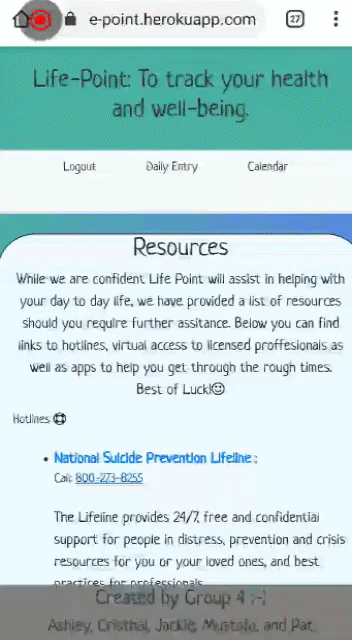 e-point.herokuapp.com
27
Life-Point: To track your health
and well-being.
Logout Daily Entry Calendar
Resources
While we are confident Life Point will assist in helping with
your day to day life, we have provided a list of resources
should you require further assitance. Below you can find
links to hotlines, virtual access to licensed proffesionals as
well as apps to help you get through the rough times.
Best of Luck!
Hotlines
National Suicide Prevention Lifeline :
Call: 800-273-8255
The Lifeline provides 24/7, free and confidential
support for people in distress, prevention and crisis
resources for you or your loved ones, and best
practices for professionals.
Created by Group 4 :-;
Ashley, Cristhal, Jackie, Mustafa, and Pat.